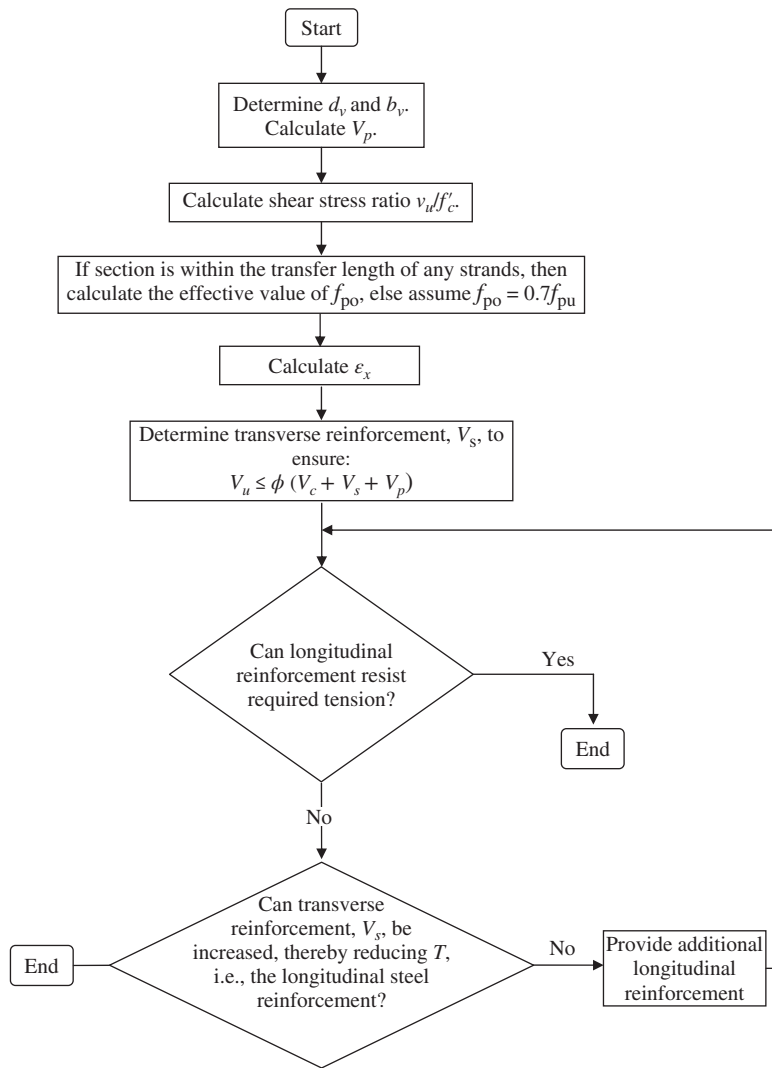 Start
Determine d_v and b_v.
Calculate V_p.
Calculate shear stress ratio v_u/f′_c.
If section is within the transfer length of any strands, then
calculate the effective value of f_po, else assume f_po = 0.7f_pu
Calculate ε_x
Determine transverse reinforcement, V_s, to
ensure:
V_u ≤ ϕ (V_c + V_s + V_p)
Can longitudinal
reinforcement resist
required tension?
Yes
End
No
Can transverse
reinforcement, V_s, be
increased, thereby reducing T,
i.e., the longitudinal steel
reinforcement?
End
No
Provide additional
longitudinal
reinforcement